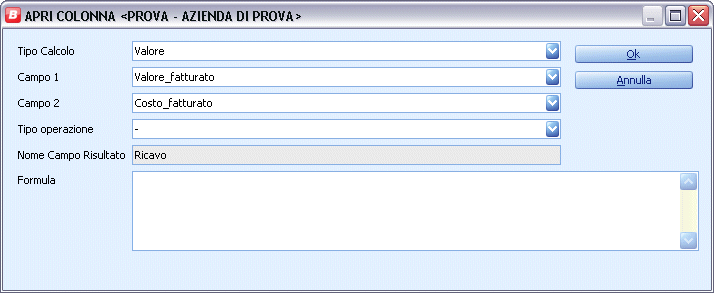 B APRI COLONNA <PROVA - AZIENDA DI PROVA>
Tipo Calcolo Valore Ok
Campo 1 Valore_fatturato Annulla
Campo 2 Costo_fatturato
Tipo operazione -
Nome Campo Risultato Ricavo
Formula